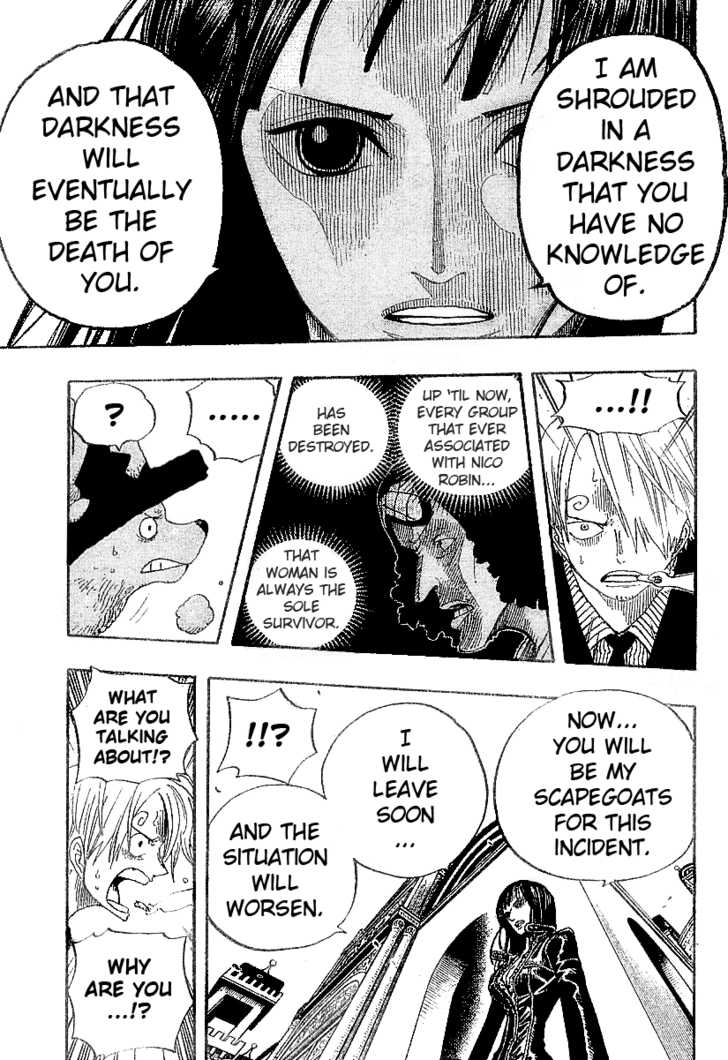 I AM
SHROUDED
IN A
DARKNESS
THAT YOU
HAVE NO
KNOWLEDGE
OF.
AND THAT
DARKNESS
WILL
EVENTUALLY
BE THE
DEATH OF
YOU.
...!!
UP 'TIL NOW,
EVERY GROUP
THAT EVER
ASSOCIATED
WITH NICO
ROBIN...
HAS
BEEN
DESTROYED.
THAT
WOMAN IS
ALWAYS THE
SOLE
SURVIVOR.
.....
?
NOW...
YOU WILL
BE MY
SCAPEGOATS
FOR THIS
INCIDENT.
I
WILL
LEAVE
SOON
...
AND THE
SITUATION
WILL
WORSEN.
!!?
WHAT
ARE YOU
TALKING
ABOUT!?
WHY
ARE YOU
...!?